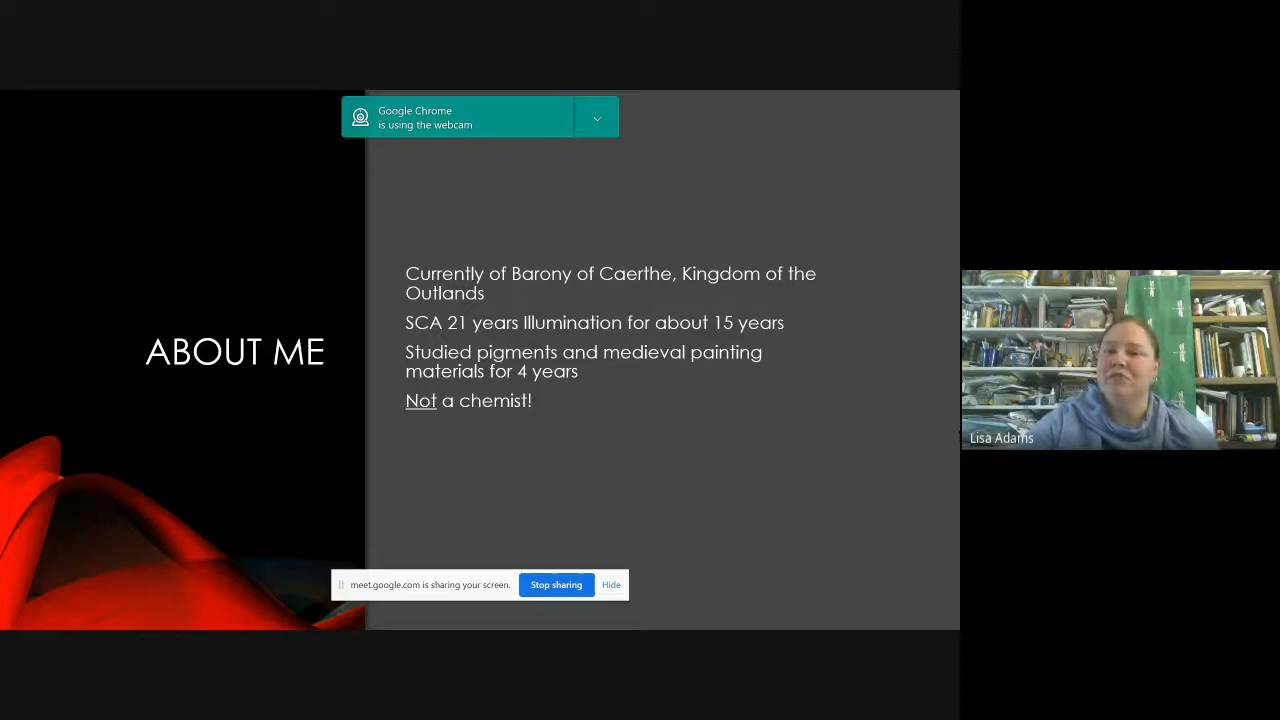 Google Chrome
is using the webcam
Currently of Barony of Caerthe, Kingdom of the
Outlands
SCA 21 years Illumination for about 15 years
ABOUT ME
Studied pigments and medieval painting
materials for 4 years
Not a chemist!
Lisa Adams
meet.google.com is sharing your screen.
Stop sharing
Hide